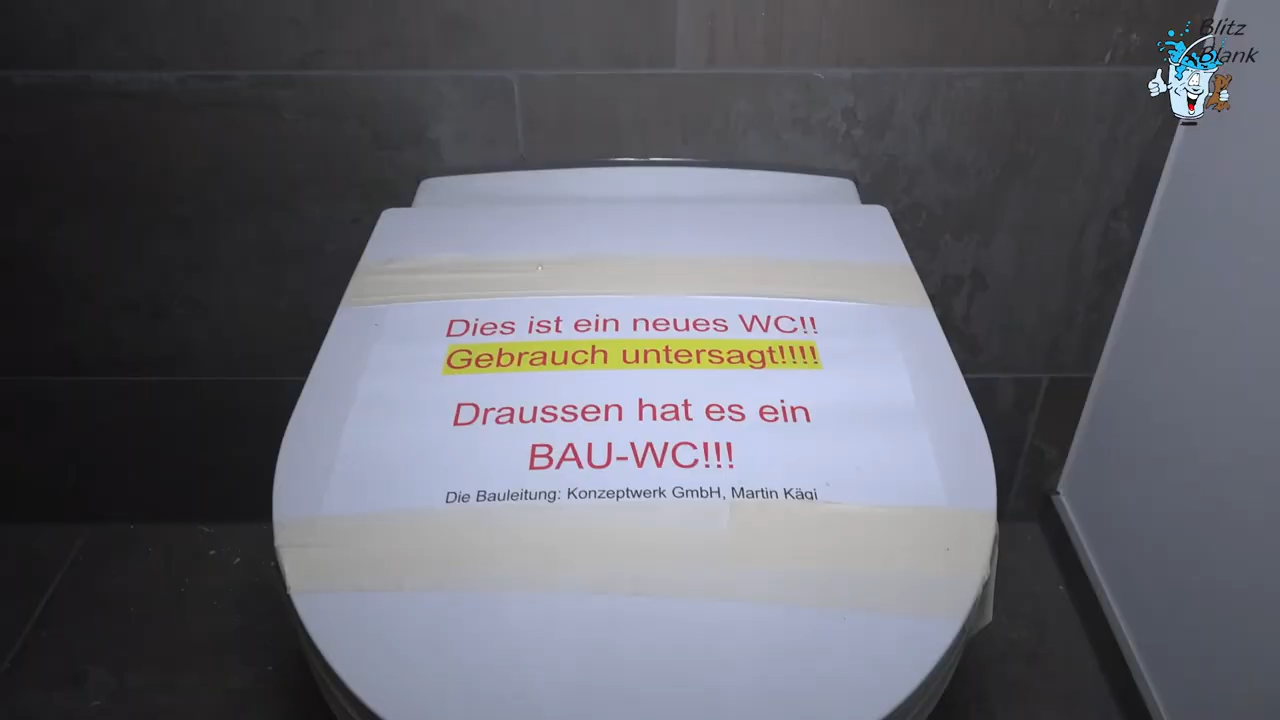 Blitz
Blank
Dies ist ein neues WC!!
Gebrauch untersagt!!!!
Draussen hat es ein
BAU-WC!!!
Die Bauleitung: Konzeptwerk GmbH, Martin Kägi